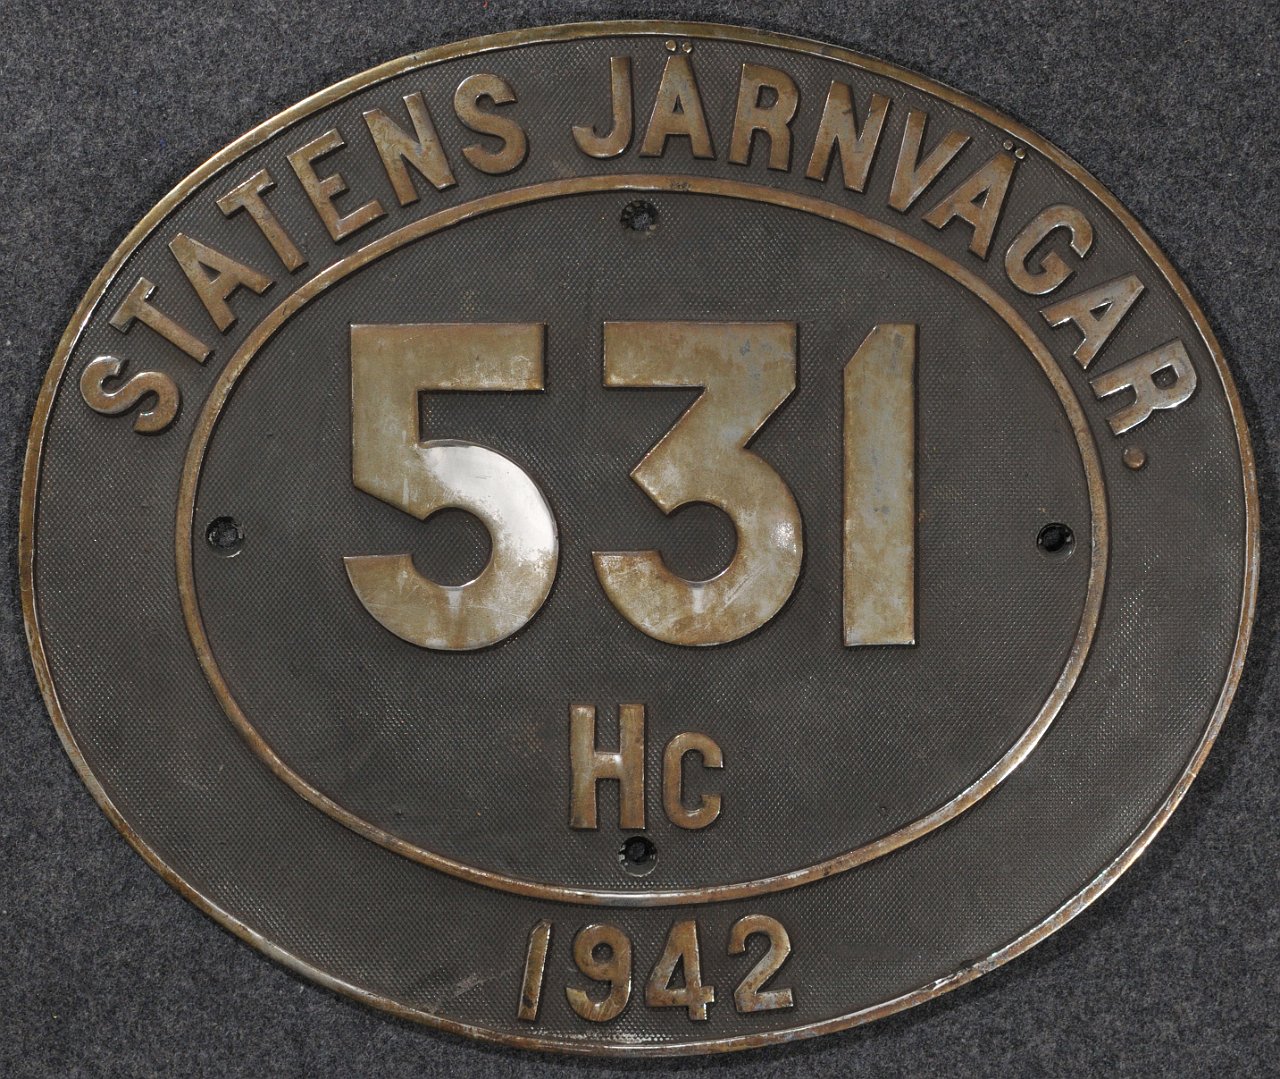 STATENS JÄRNVÄGAR.
531
Hc
1942